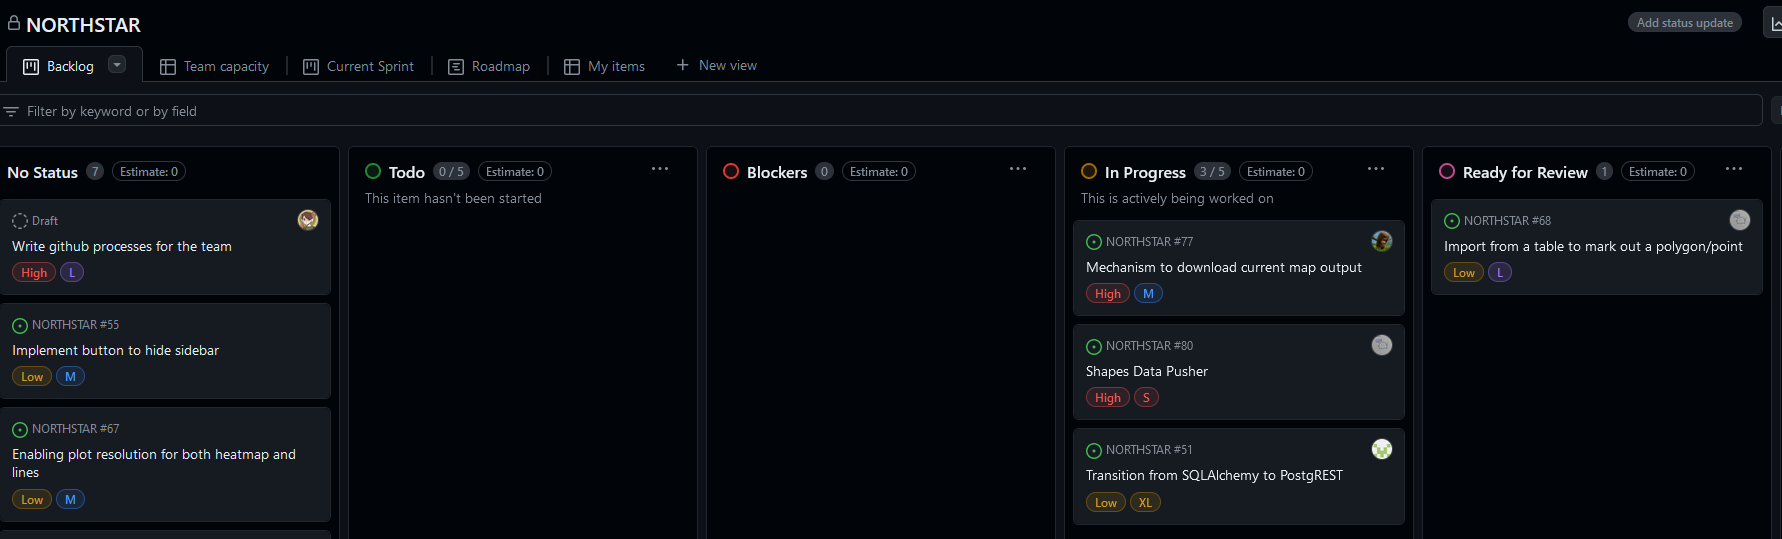 NORTHSTAR
Add status update
Backlog
Team capacity
Current Sprint
Roadmap
My items
New view
Filter by keyword or by field
No Status 7 Estimate: 0
Draft
Write github processes for the team
High L
NORTHSTAR #55
Implement button to hide sidebar
Low M
NORTHSTAR #67
Enabling plot resolution for both heatmap and
lines
Low M
Todo 0 / 5 Estimate: 0
This item hasn't been started
Blockers 0 Estimate: 0
In Progress 3 / 5 Estimate: 0
This is actively being worked on
NORTHSTAR #77
Mechanism to download current map output
High M
NORTHSTAR #80
Shapes Data Pusher
High S
NORTHSTAR #51
Transition from SQLAlchemy to PostgREST
Low XL
Ready for Review 1 Estimate: 0
NORTHSTAR #68
Import from a table to mark out a polygon/point
Low L